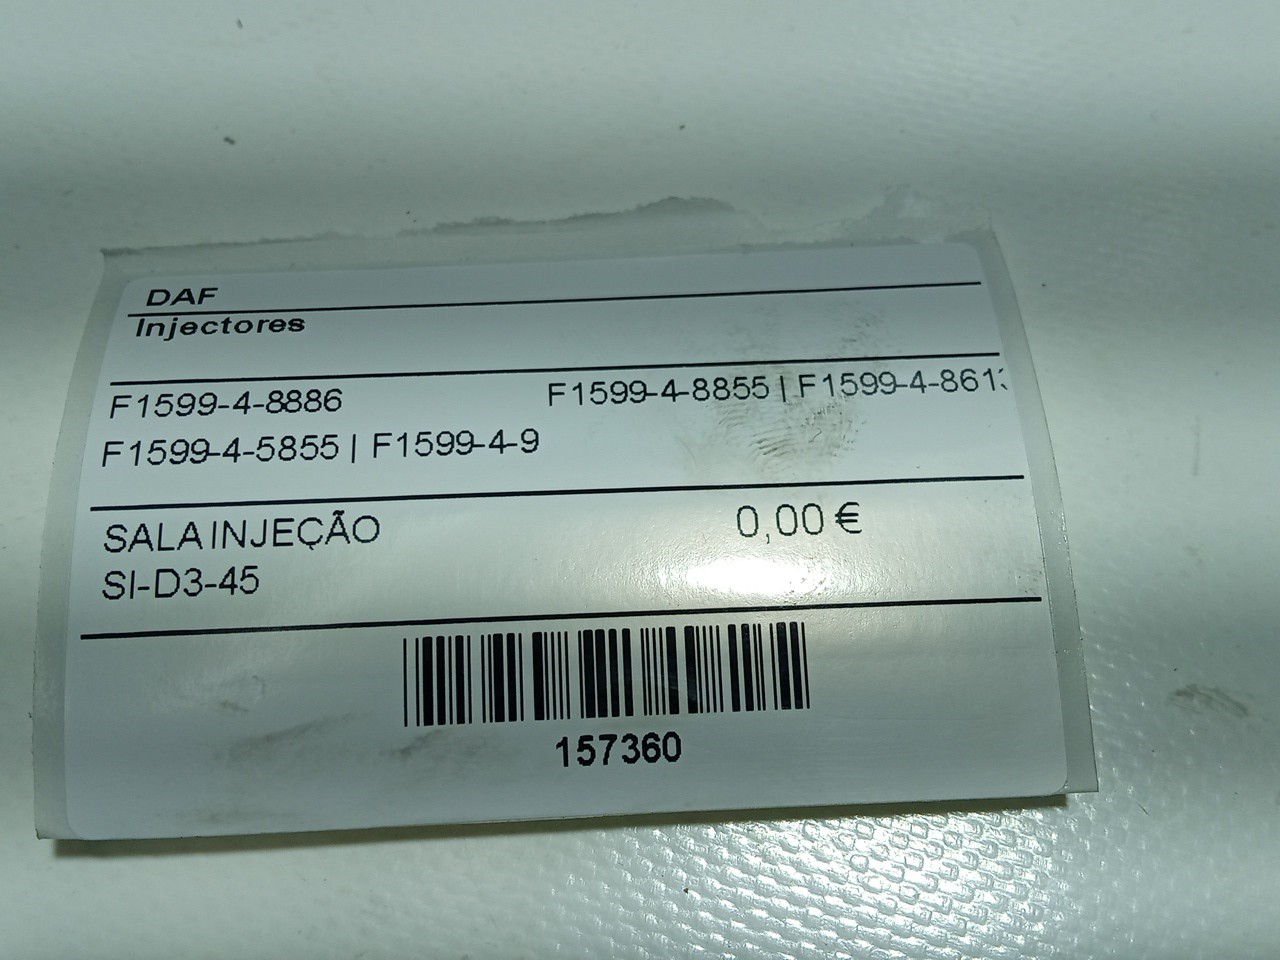 DAF
Injectores
F1599-4-8886 F1599-4-8855 | F1599-4-861
F1599-4-5855 | F1599-4-9
SALA INJEÇÃO 0,00 €
SI-D3-45
157360